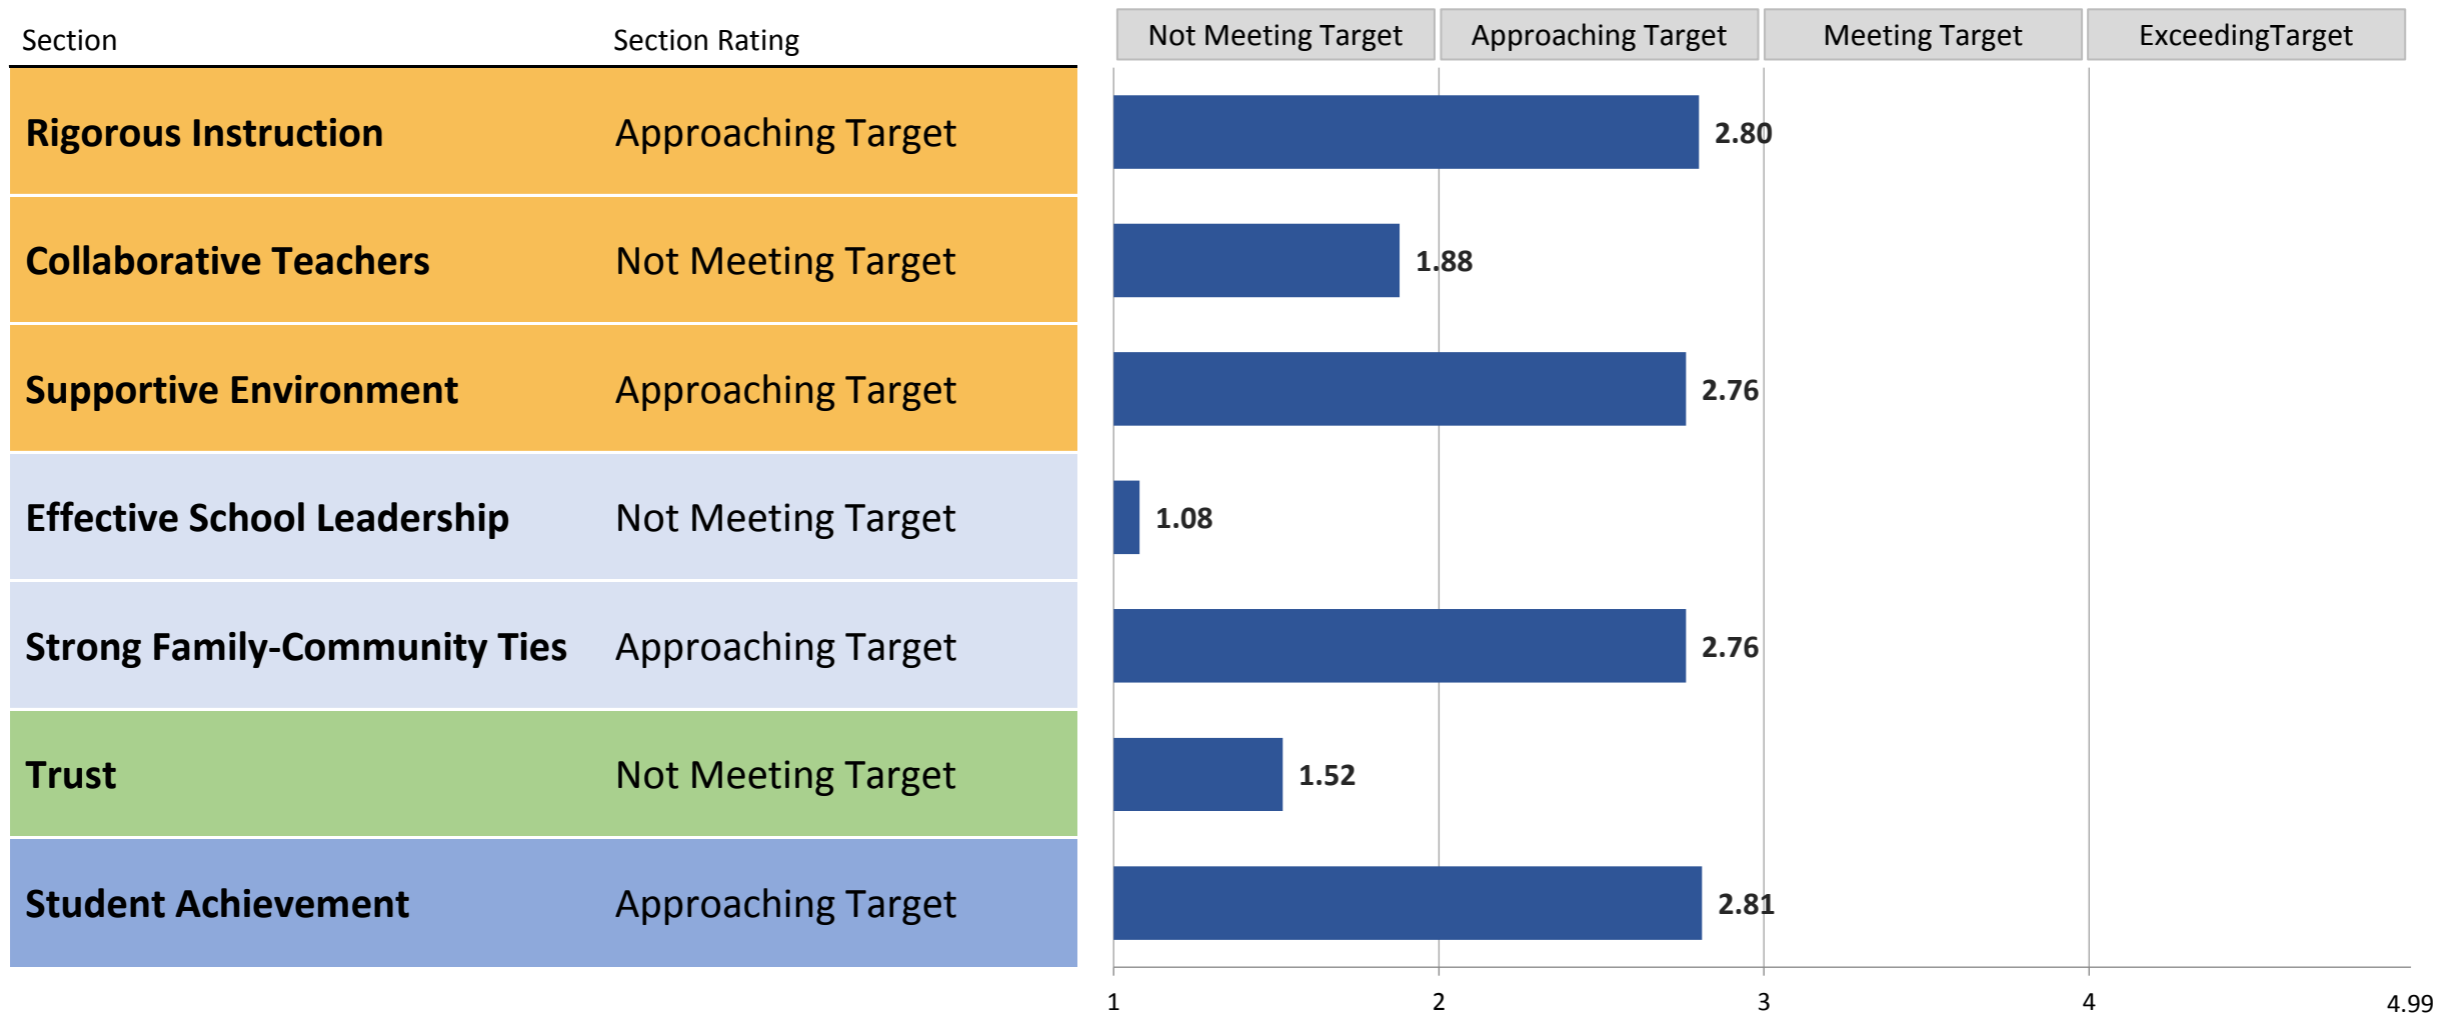 Section Section Rating Not Meeting Target Approaching Target Meeting Target ExceedingTarget
Rigorous Instruction Approaching Target 2.80
Collaborative Teachers Not Meeting Target 1.88
Supportive Environment Approaching Target 2.76
Effective School Leadership Not Meeting Target 1.08
Strong Family-Community Ties Approaching Target 2.76
Trust Not Meeting Target 1.52
Student Achievement Approaching Target 2.81
1 2 3 4 4.99